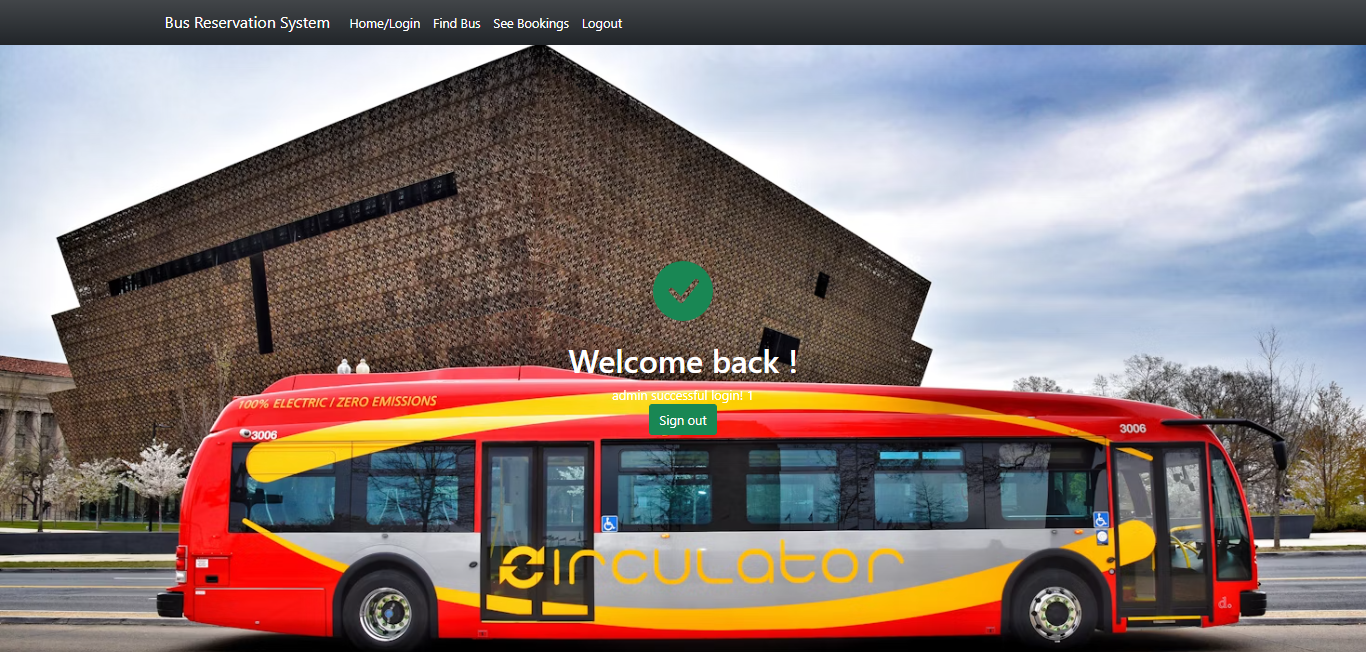 Bus Reservation System Home/Login Find Bus See Bookings Logout
Welcome back !
admin successful login! 1
Sign out
100% ELECTRIC / ZERO EMISSIONS
3006
3006
circulator
d.